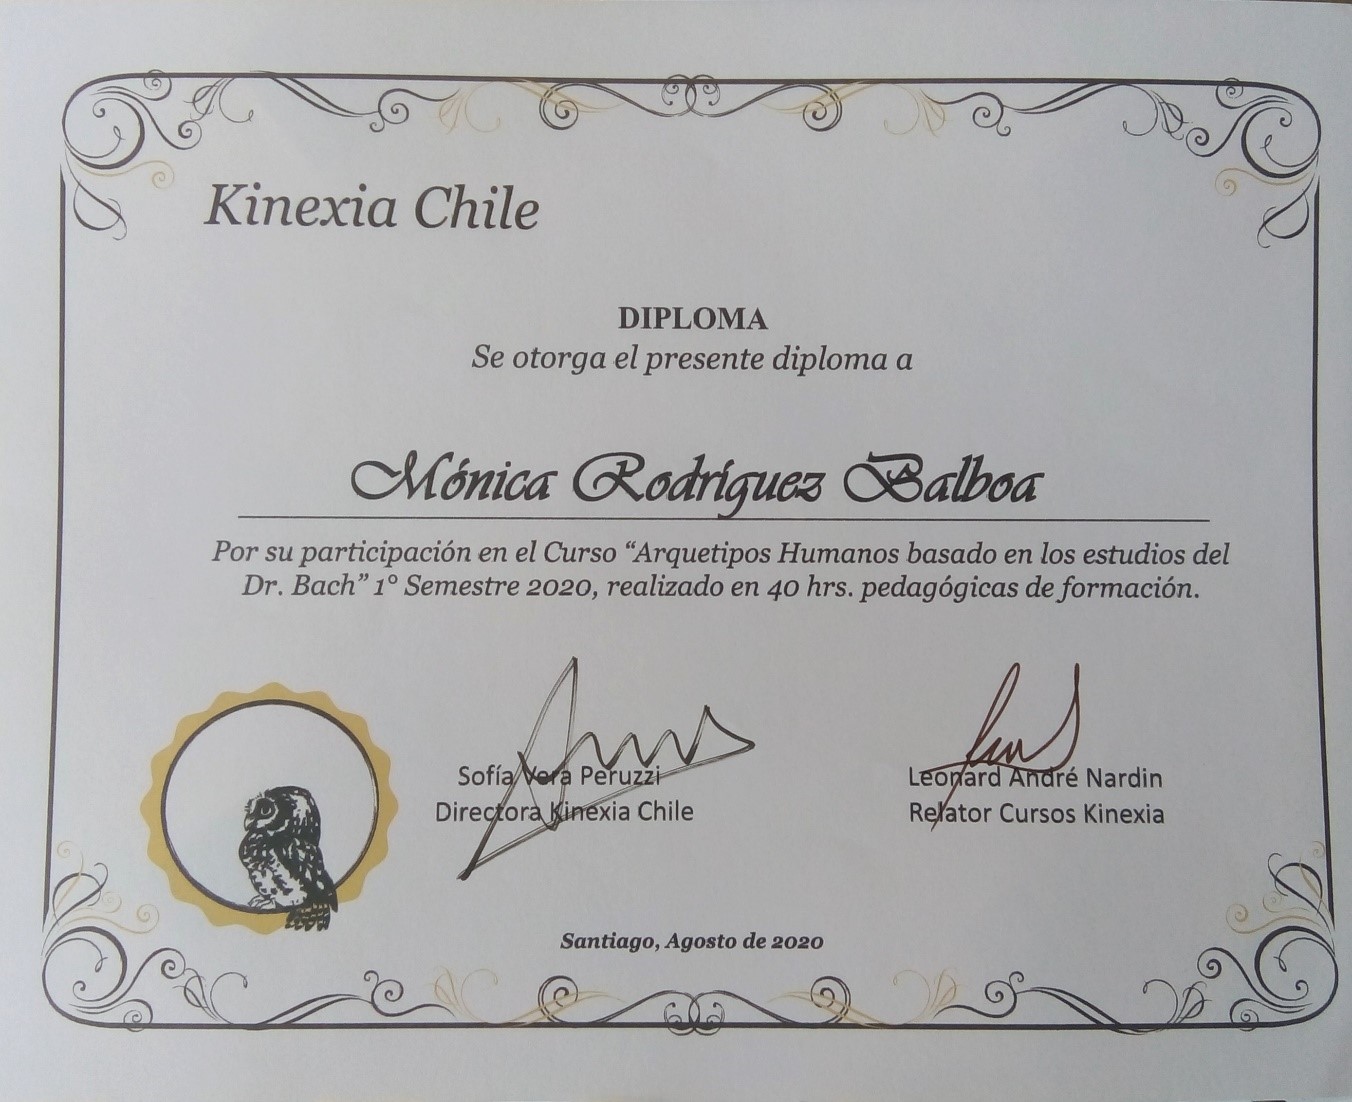 Kinexia Chile
DIPLOMA
Se otorga el presente diploma a
Mónica Rodríguez Balboa
Por su participación en el Curso “Arquetipos Humanos basado en los estudios del
Dr. Bach” 1° Semestre 2020, realizado en 40 hrs. pedagógicas de formación.
Sofía Vera Peruzzi
Directora Kinexia Chile
Leonard André Nardin
Relator Cursos Kinexia
Santiago, Agosto de 2020